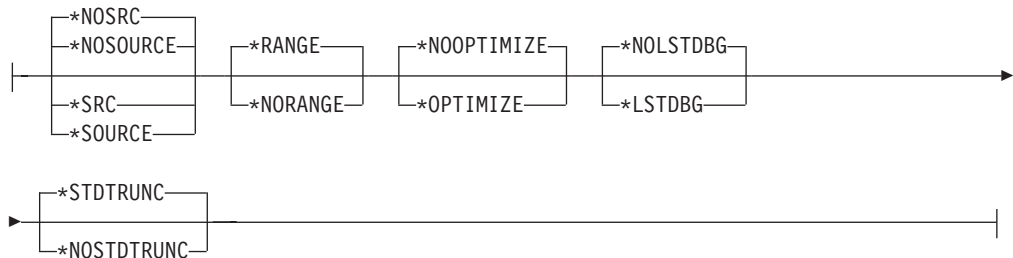 *NOSRC
*NOSOURCE *RANGE *NOOPTIMIZE *NOLSTDBG
*SRC *NORANGE *OPTIMIZE *LSTDBG
*SOURCE
*STDTRUNC
*NOSTDTRUNC